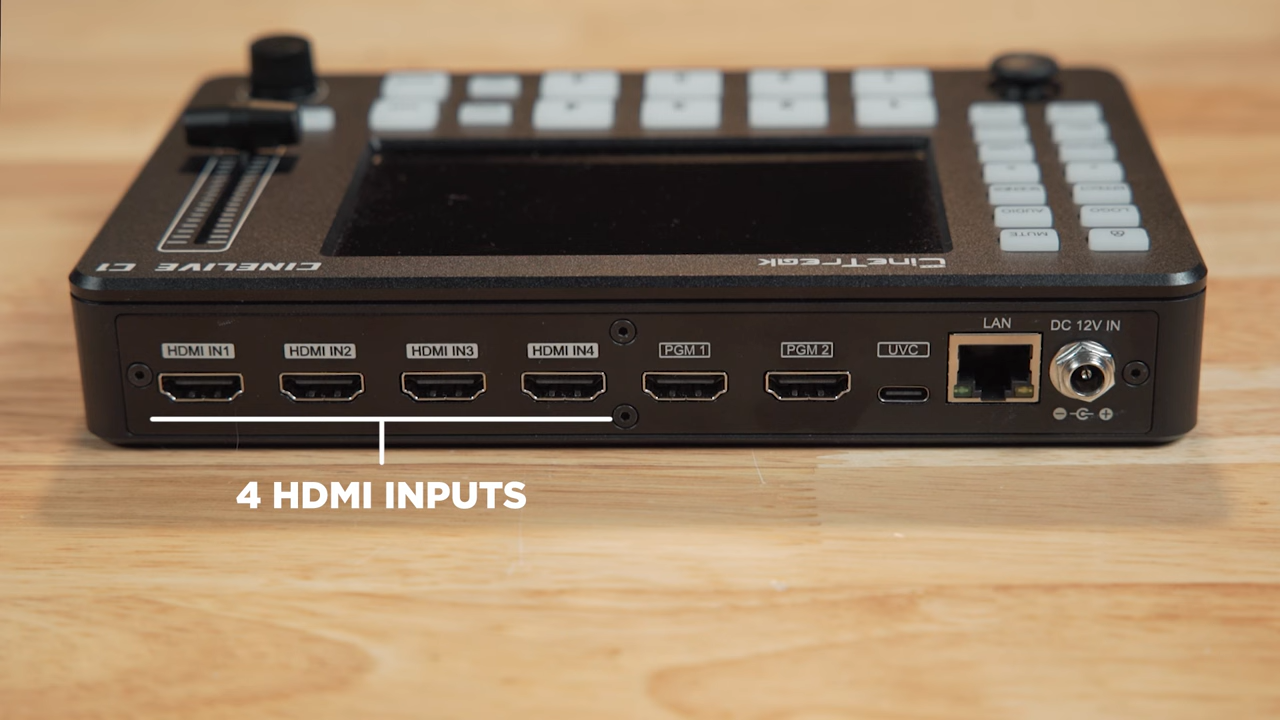 MUTE
AUDIO
LOGO
CINELIVE C1
CineTreak
HDMI IN1
HDMI IN2
HDMI IN3
HDMI IN4
PGM 1
PGM 2
UVC
LAN
DC 12V IN
4 HDMI INPUTS